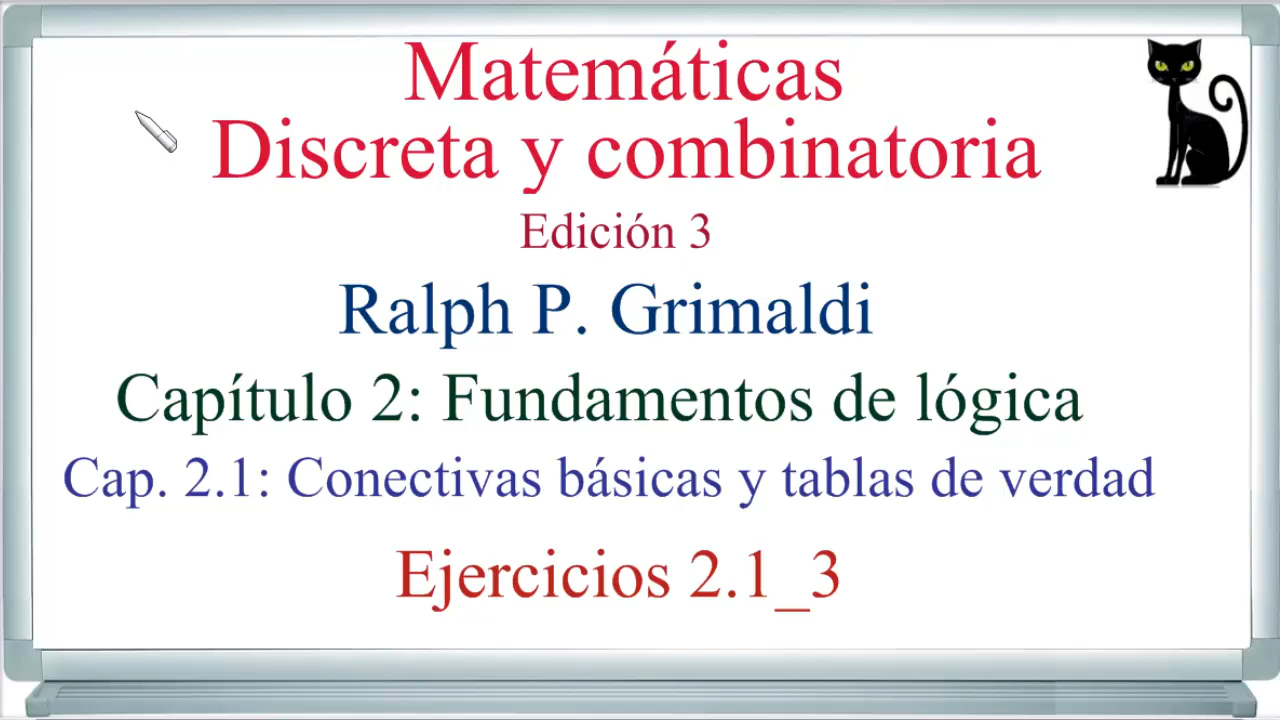 Matemáticas
Discreta y combinatoria
Edición 3
Ralph P. Grimaldi
Capítulo 2: Fundamentos de lógica
Cap. 2.1: Conectivas básicas y tablas de verdad
Ejercicios 2.1_3